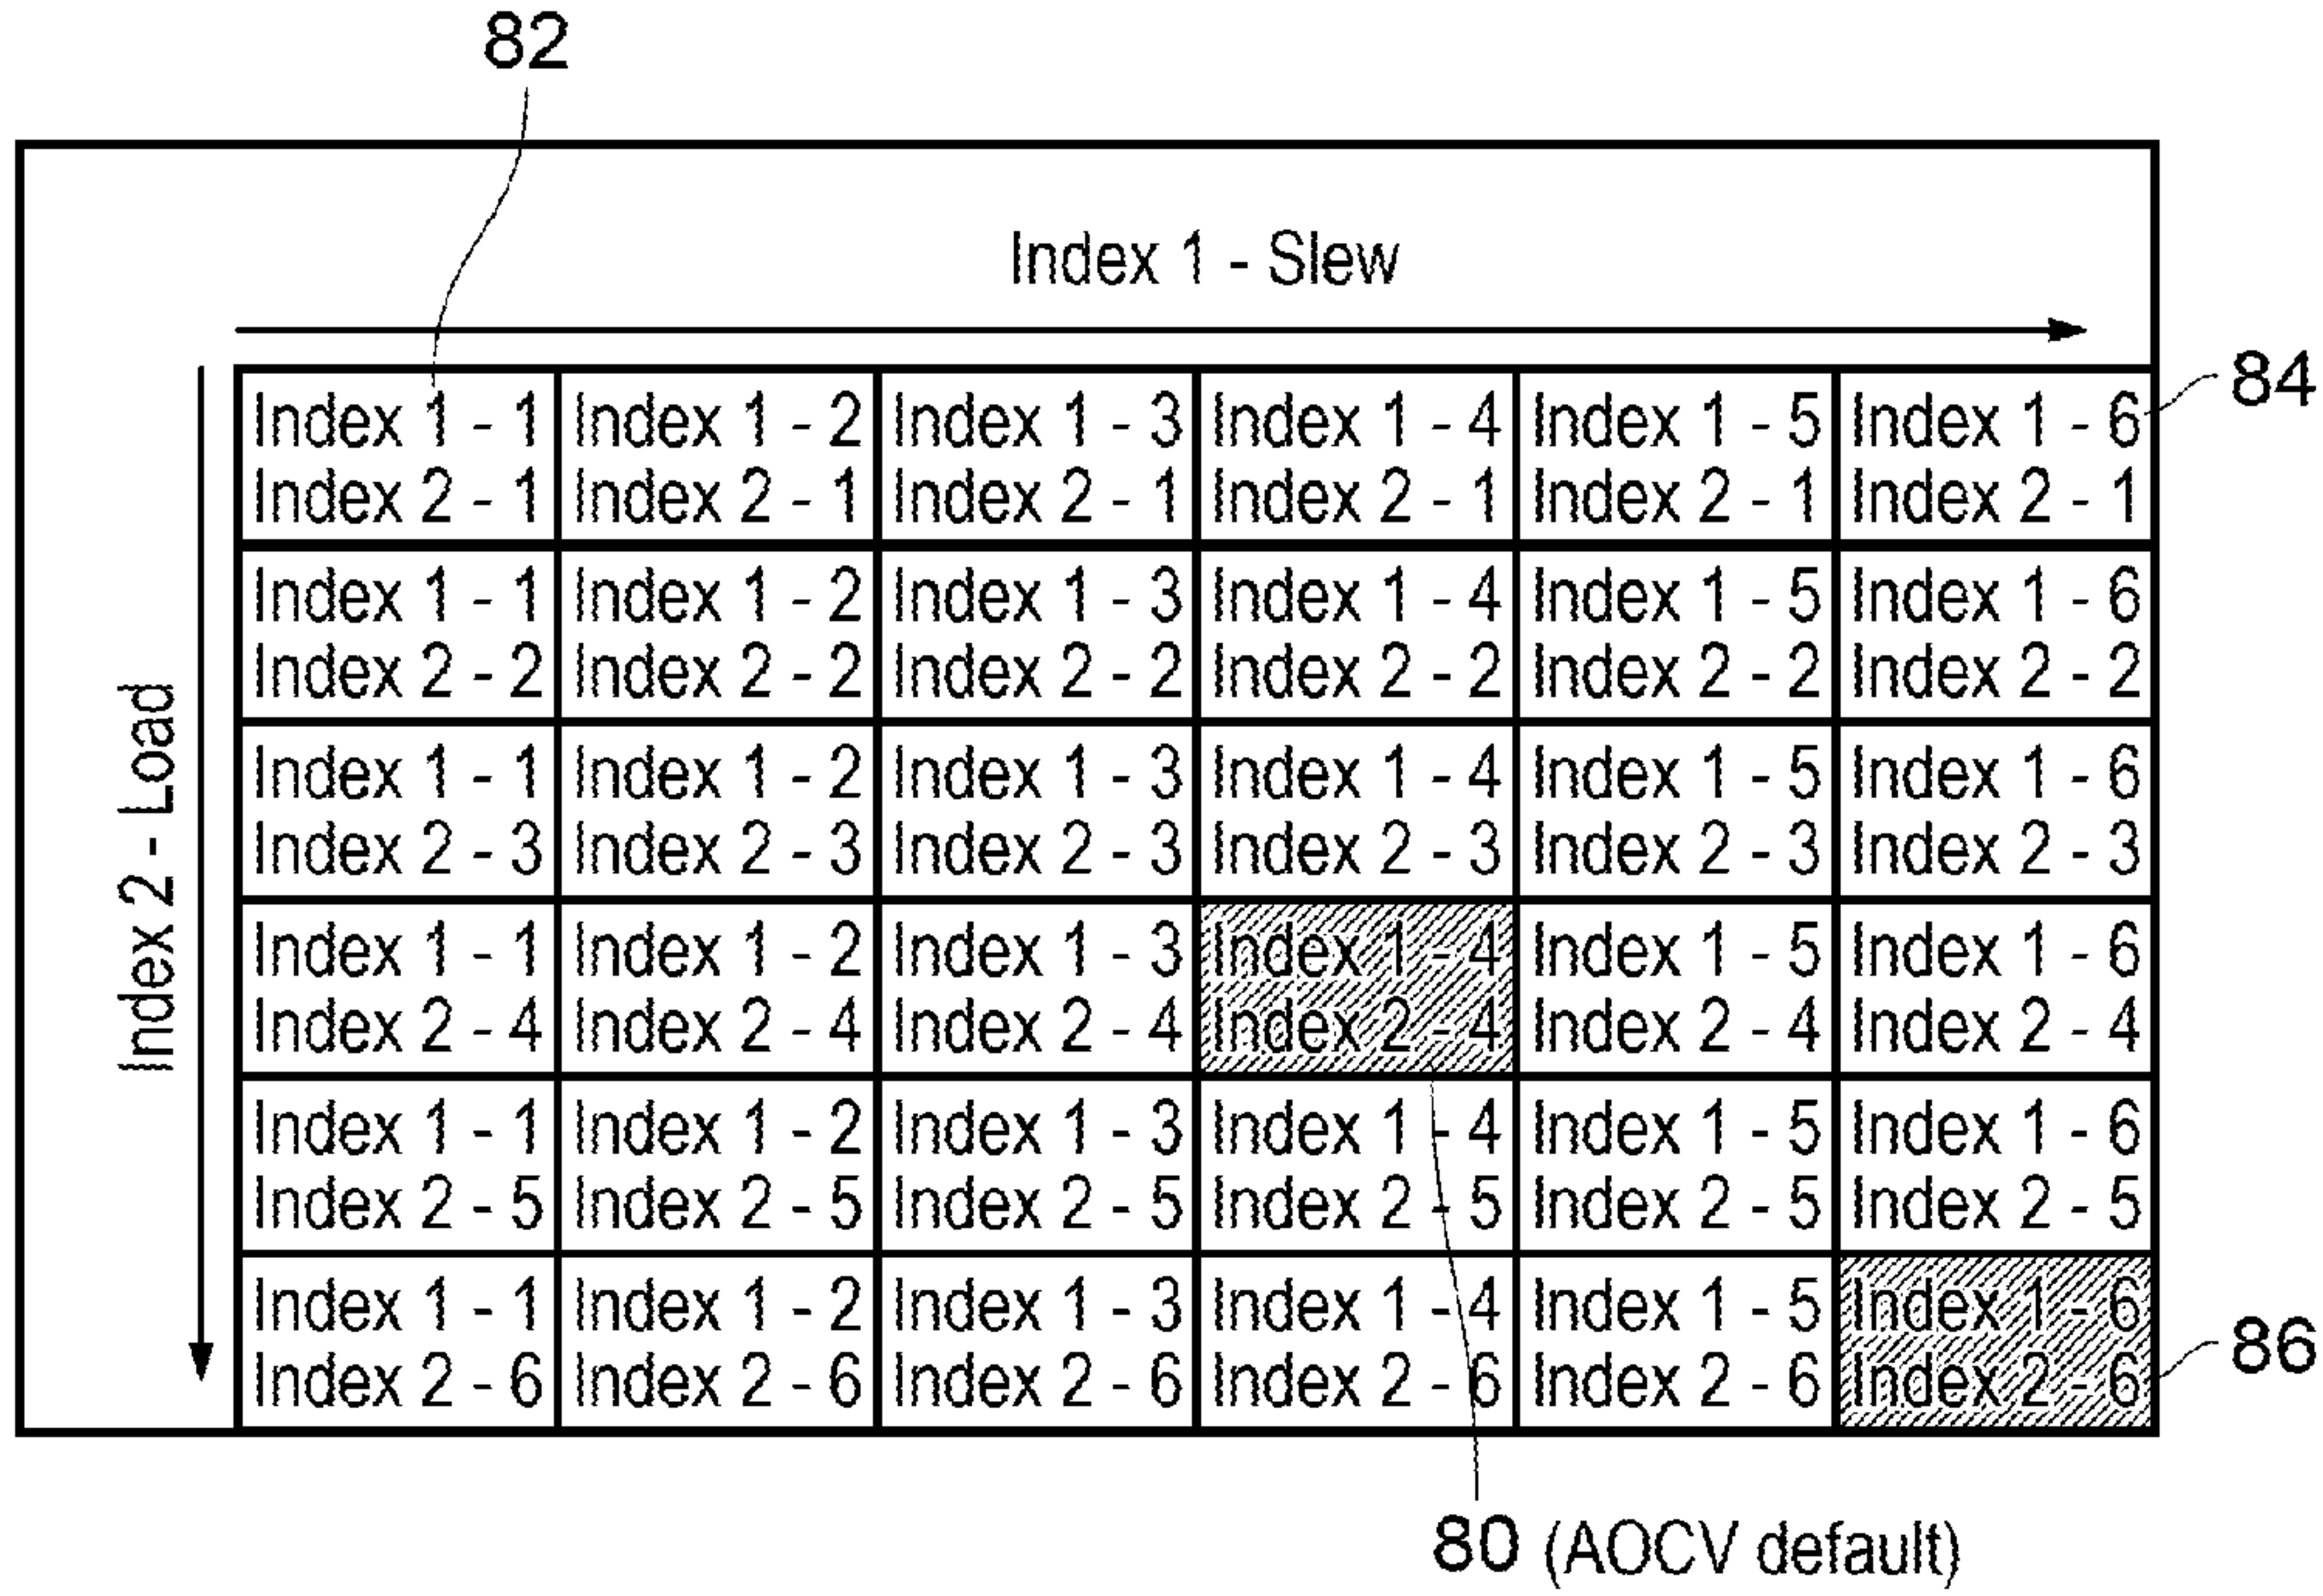 82
Index 1 - Slew
84
Index 1 - 1 Index 1 - 2 Index 1 - 3 Index 1 - 4 Index 1 - 5 Index 1 - 6
Index 2 - 1 Index 2 - 1 Index 2 - 1 Index 2 - 1 Index 2 - 1 Index 2 - 1
Index 1 - 1 Index 1 - 2 Index 1 - 3 Index 1 - 4 Index 1 - 5 Index 1 - 6
Index 2 - 2 Index 2 - 2 Index 2 - 2 Index 2 - 2 Index 2 - 2 Index 2 - 2
Index 2 - Load
Index 1 - 1 Index 1 - 2 Index 1 - 3 Index 1 - 4 Index 1 - 5 Index 1 - 6
Index 2 - 3 Index 2 - 3 Index 2 - 3 Index 2 - 3 Index 2 - 3 Index 2 - 3
Index 1 - 1 Index 1 - 2 Index 1 - 3 Index 1 - 4 Index 1 - 5 Index 1 - 6
Index 2 - 4 Index 2 - 4 Index 2 - 4 Index 2 - 4 Index 2 - 4 Index 2 - 4
Index 1 - 1 Index 1 - 2 Index 1 - 3 Index 1 - 4 Index 1 - 5 Index 1 - 6
Index 2 - 5 Index 2 - 5 Index 2 - 5 Index 2 - 5 Index 2 - 5 Index 2 - 5
Index 1 - 1 Index 1 - 2 Index 1 - 3 Index 1 - 4 Index 1 - 5 Index 1 - 6
Index 2 - 6 Index 2 - 6 Index 2 - 6 Index 2 - 6 Index 2 - 6 Index 2 - 6
86
80 (AOCV default)